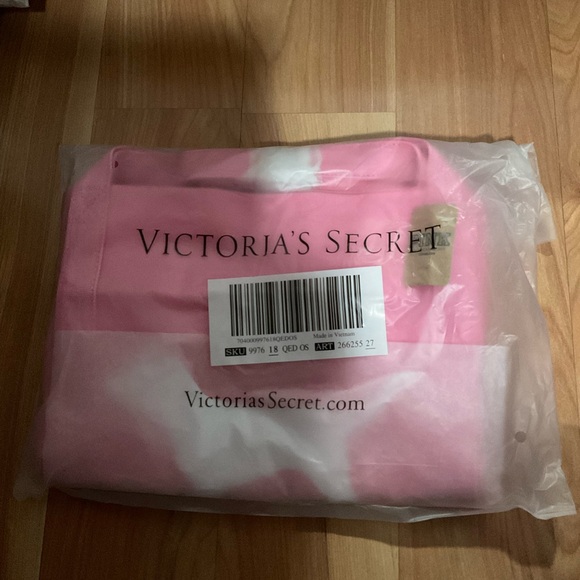 VICTORIA'S SECRET
Made in Vietnam
SKU 9976 18 QED OS ART 266255 27
VictoriasSecret.com